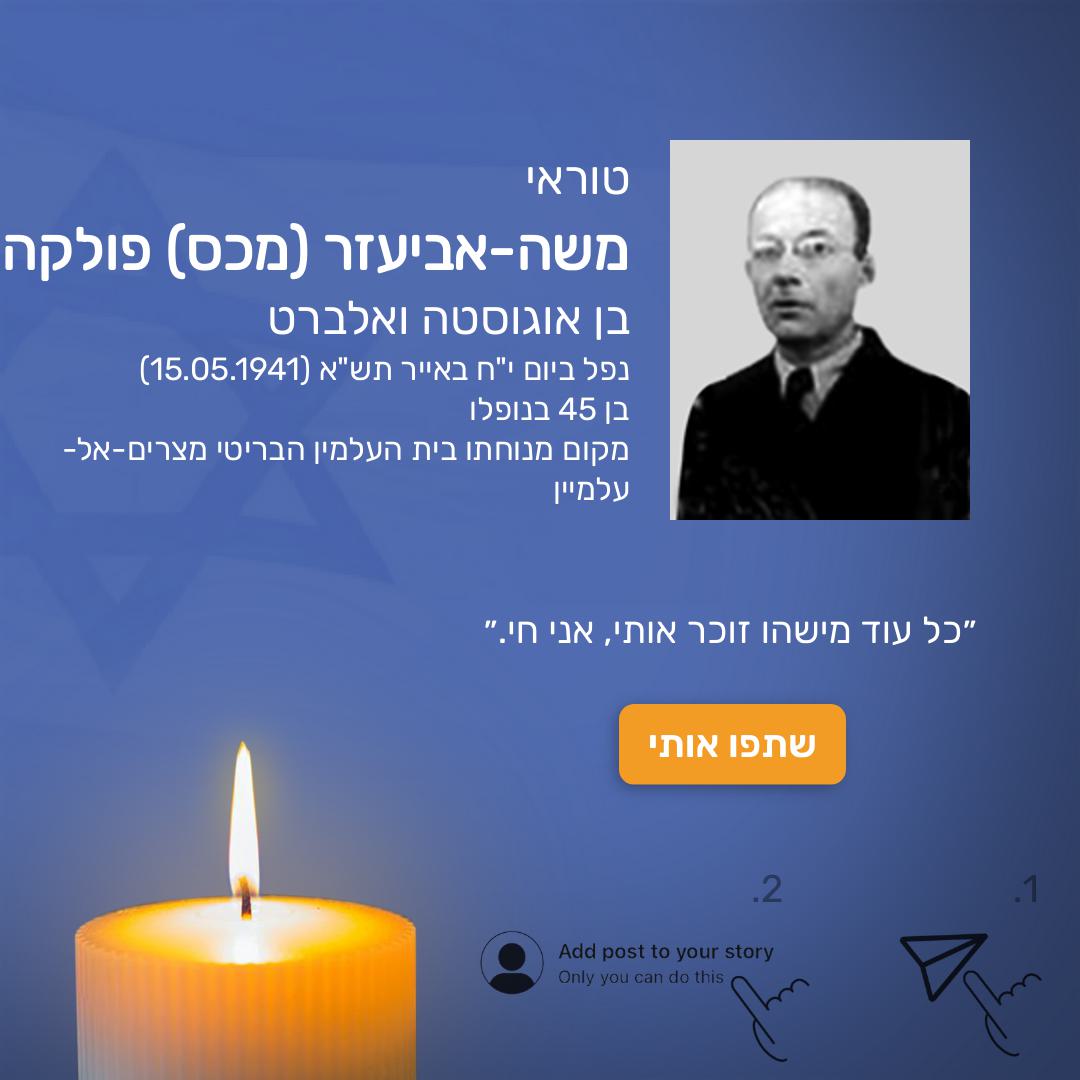 טוראי
משה-אביעזר (מכס) פולקה
בן אוגוסטה ואלברט
נפל ביום י"ח באייר תש"א (15.05.1941)
בן 45 בנופלו
מקום מנוחתו בית העלמין הבריטי מצרים-אל-
עלמיין
״כל עוד מישהו זוכר אותי, אני חי.״
שתפו אותי
.1
.2
Add post to your story
Only you can do this